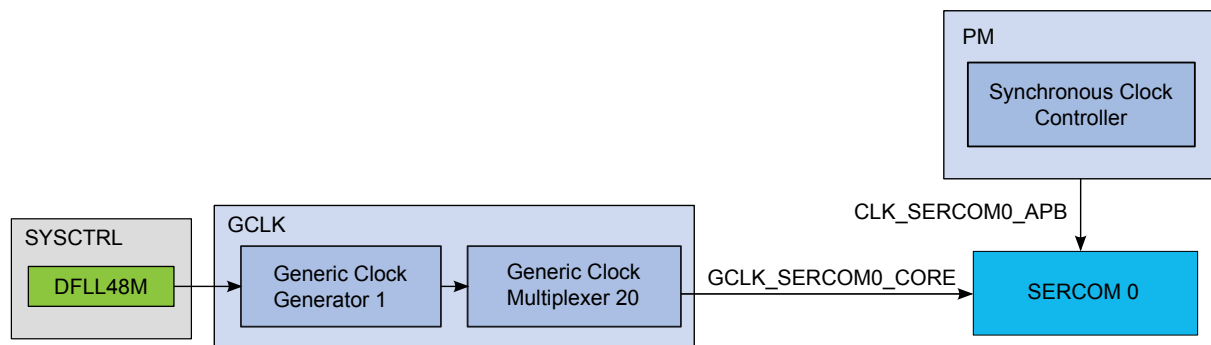 PM
Synchronous Clock
Controller
CLK_SERCOM0_APB
SYSCTRL
DFLL48M
GCLK
Generic Clock
Generator 1
Generic Clock
Multiplexer 20
GCLK_SERCOM0_CORE
SERCOM 0